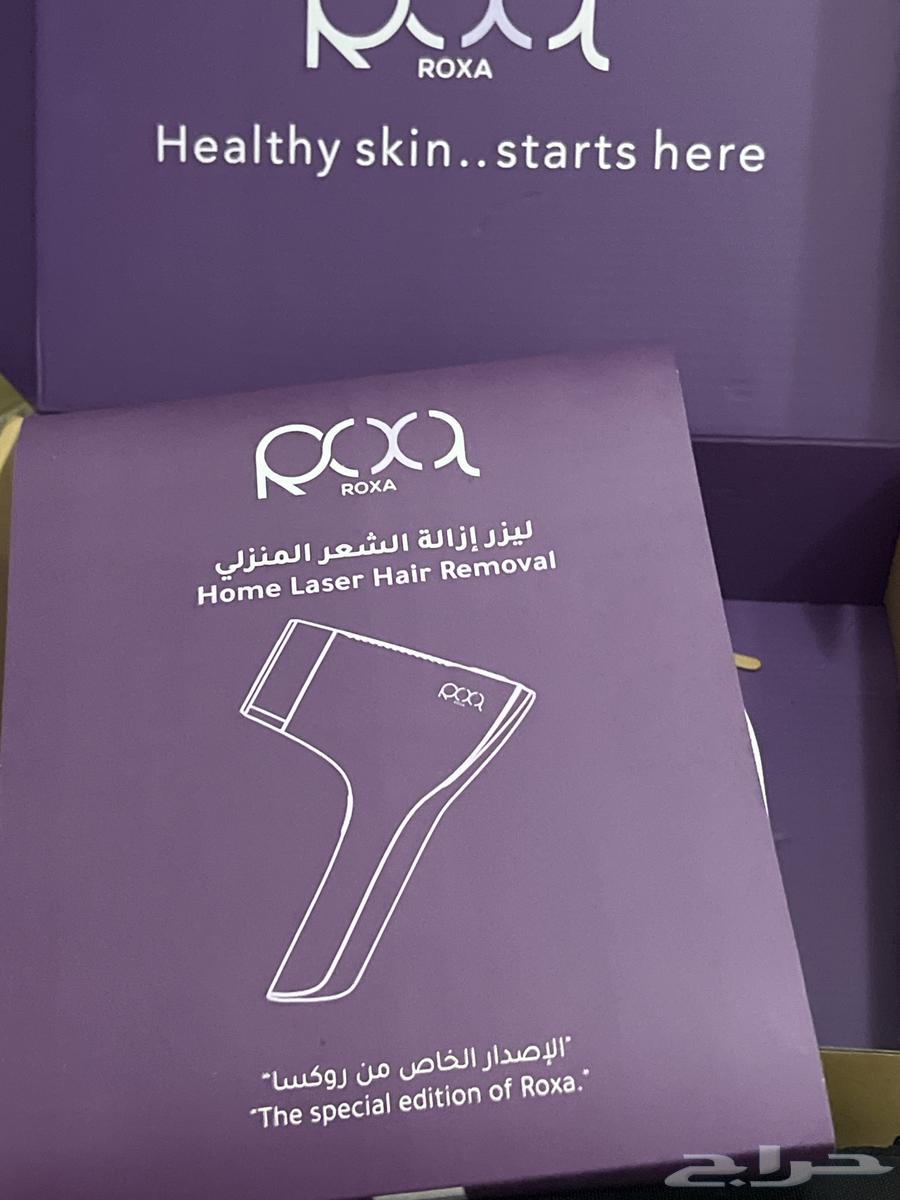 Roxa
ROXA
Healthy skin..starts here
Roxa
ROXA
ليزر إزالة الشعر المنزلي
Home Laser Hair Removal
Roxa
"الإصدار الخاص من روكسا"
"The special edition of Roxa."
حراج